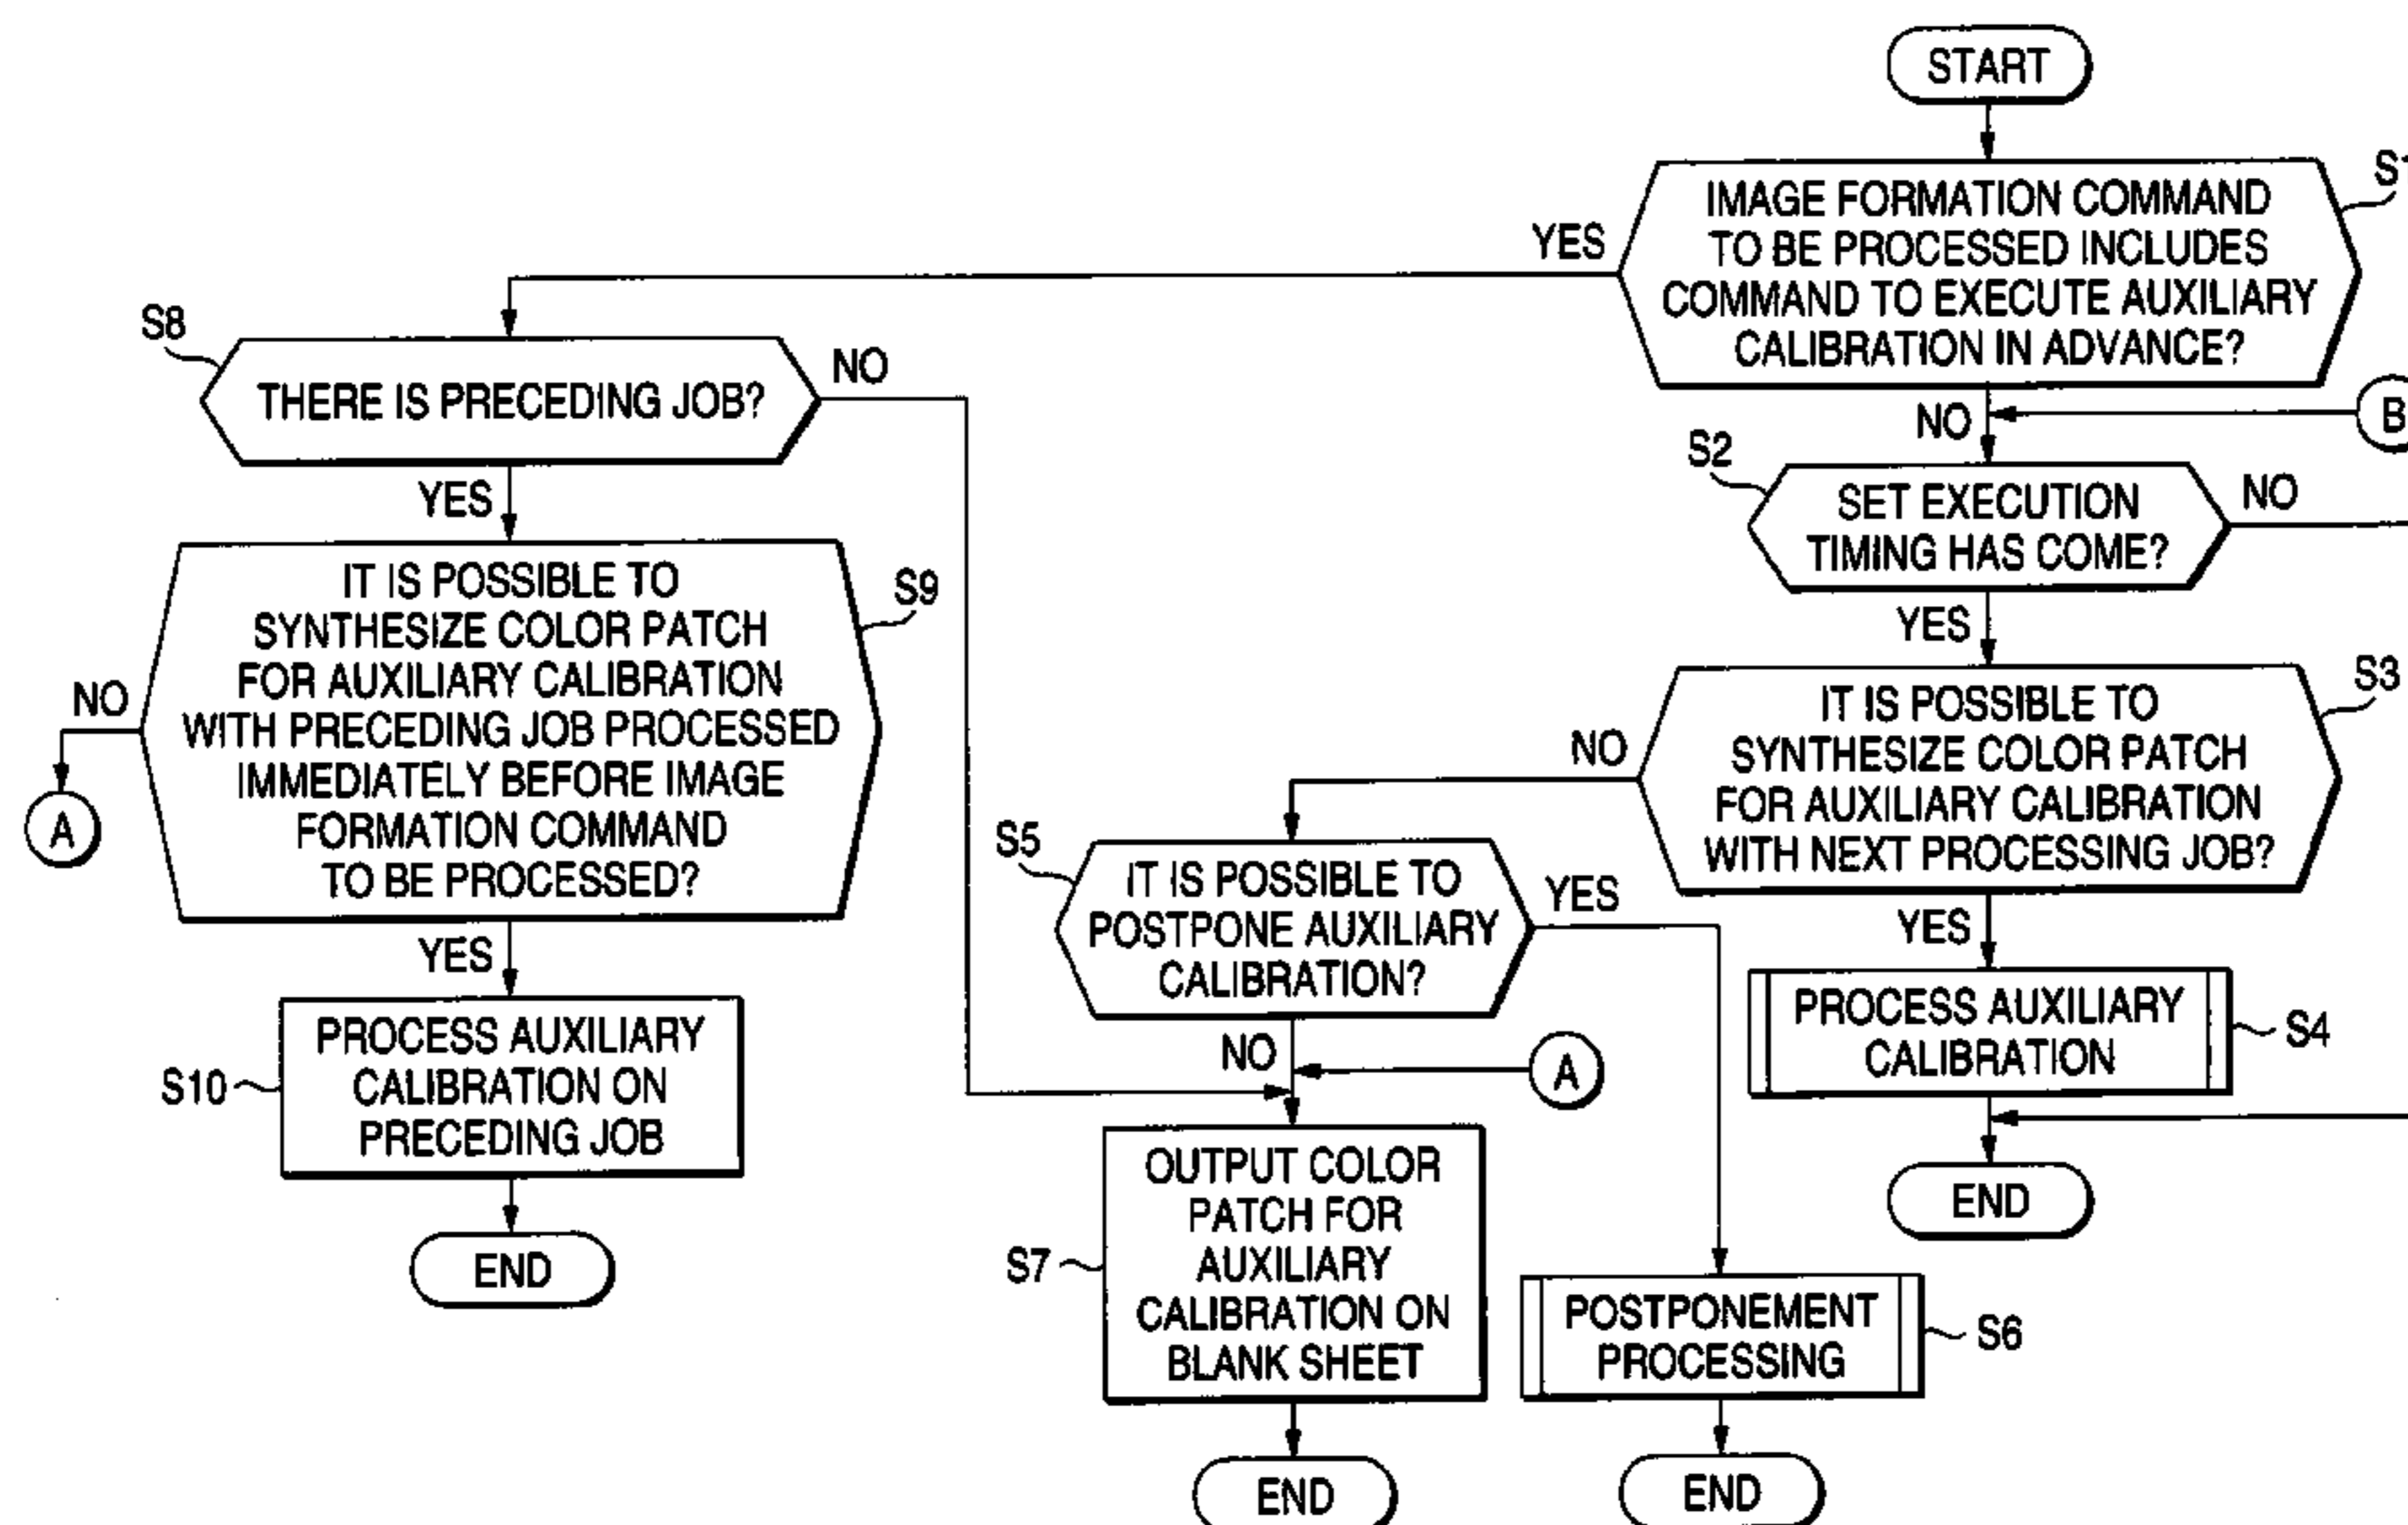 START
S1
IMAGE FORMATION COMMAND
TO BE PROCESSED INCLUDES
COMMAND TO EXECUTE AUXILIARY
CALIBRATION IN ADVANCE?
YES
NO
B
S8
THERE IS PRECEDING JOB?
NO
YES
S2
SET EXECUTION
TIMING HAS COME?
NO
YES
S9
IT IS POSSIBLE TO
SYNTHESIZE COLOR PATCH
FOR AUXILIARY CALIBRATION
WITH PRECEDING JOB PROCESSED
IMMEDIATELY BEFORE IMAGE
FORMATION COMMAND
TO BE PROCESSED?
NO
A
YES
S3
IT IS POSSIBLE TO
SYNTHESIZE COLOR PATCH
FOR AUXILIARY CALIBRATION
WITH NEXT PROCESSING JOB?
NO
YES
S5
IT IS POSSIBLE TO
POSTPONE AUXILIARY
CALIBRATION?
YES
NO
A
S10
PROCESS AUXILIARY
CALIBRATION ON
PRECEDING JOB
END
PROCESS AUXILIARY
CALIBRATION
S4
END
S7
OUTPUT COLOR
PATCH FOR
AUXILIARY
CALIBRATION ON
BLANK SHEET
END
POSTPONEMENT
PROCESSING
S6
END